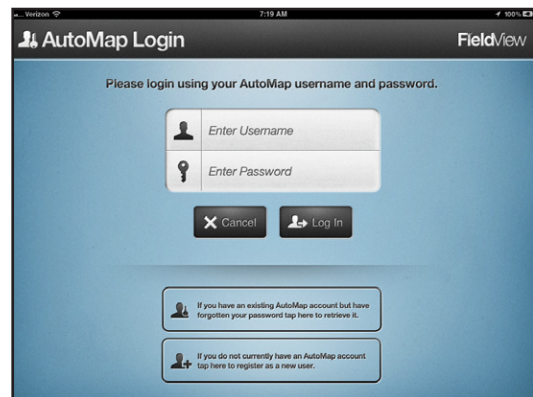 Verizon 7:19 AM 100%
AutoMap Login FieldView
Please login using your AutoMap username and password.
Enter Username
Enter Password
Cancel Log In
If you have an existing AutoMap account but have
forgotten your password tap here to retrieve it.
If you do not currently have an AutoMap account
tap here to register as a new user.